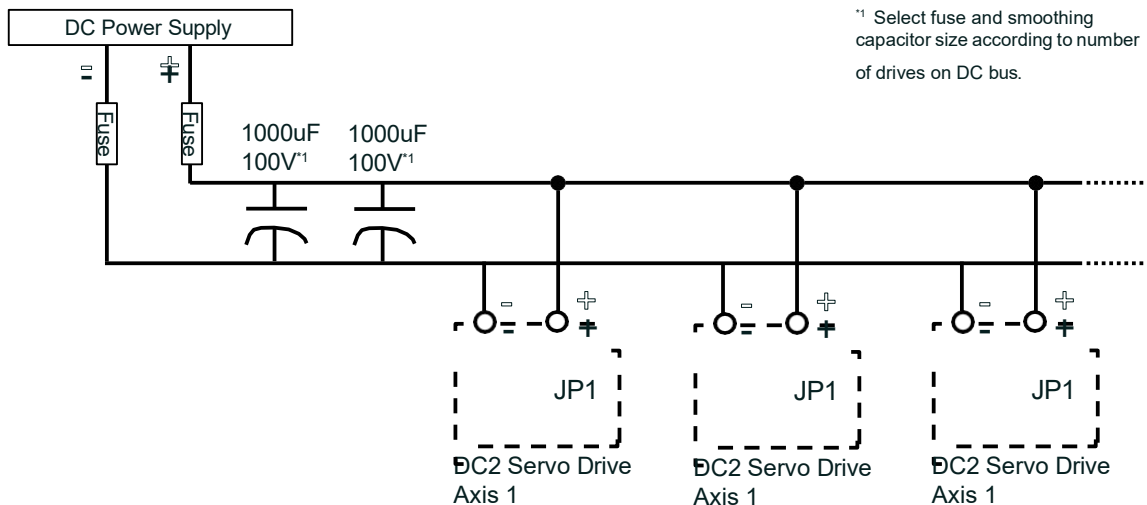 DC Power Supply
*1 Select fuse and smoothing
capacitor size according to number
of drives on DC bus.
- +
Fuse
Fuse
1000uF
100V*1
1000uF
100V*1
- +
- +
- +
JP1
JP1
JP1
DC2 Servo Drive
Axis 1
DC2 Servo Drive
Axis 1
DC2 Servo Drive
Axis 1